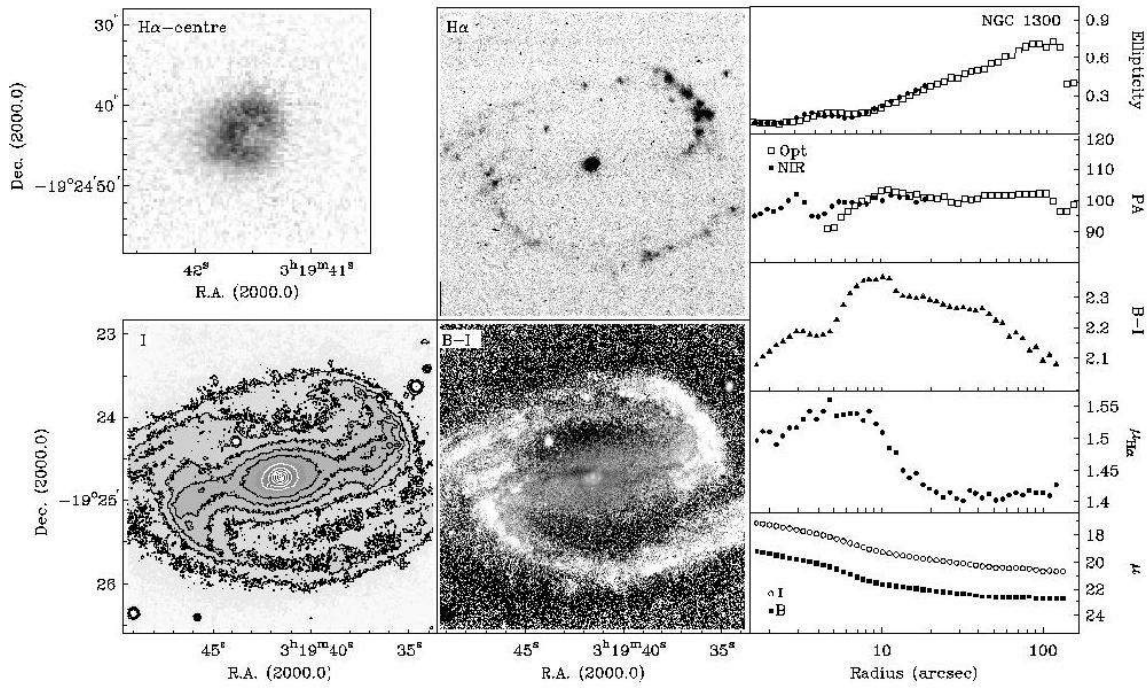 Hα-centre
30"
40"
−19°24'50"
Dec. (2000.0)
42ˢ
3ʰ19ᵐ41ˢ
R.A. (2000.0)
Hα
NGC 1300
0.9
0.6
0.3
Ellipticity
120
110
100
90
PA
Opt
NIR
2.3
2.2
2.1
B−I
1.55
1.5
1.45
1.4
μHα
18
20
22
24
μ
I
B
10
100
Radius (arcsec)
I
23
24
−19°25'
26
Dec. (2000.0)
45ˢ
3ʰ19ᵐ40ˢ
35ˢ
R.A. (2000.0)
B−I
45ˢ
3ʰ19ᵐ40ˢ
35ˢ
R.A. (2000.0)